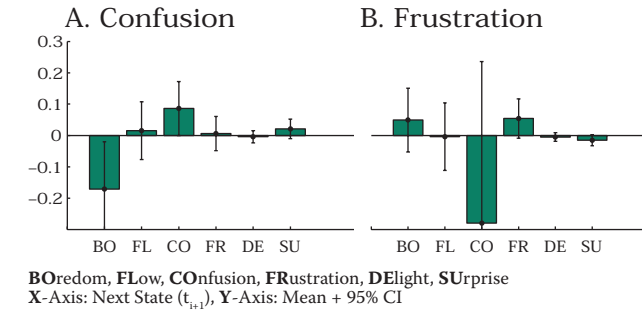 A. Confusion
B. Frustration
0.3
0.2
0.1
0
−0.1
−0.2
BO FL CO FR DE SU
BO FL CO FR DE SU
BOredom, FLow, COnfusion, FRustration, DElight, SUrprise
X-Axis: Next State (t_{i+1}), Y-Axis: Mean + 95% CI